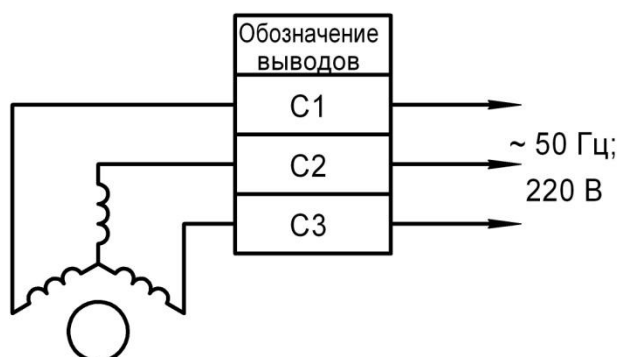 Обозначение
выводов
С1
С2
С3
~ 50 Гц;
220 В